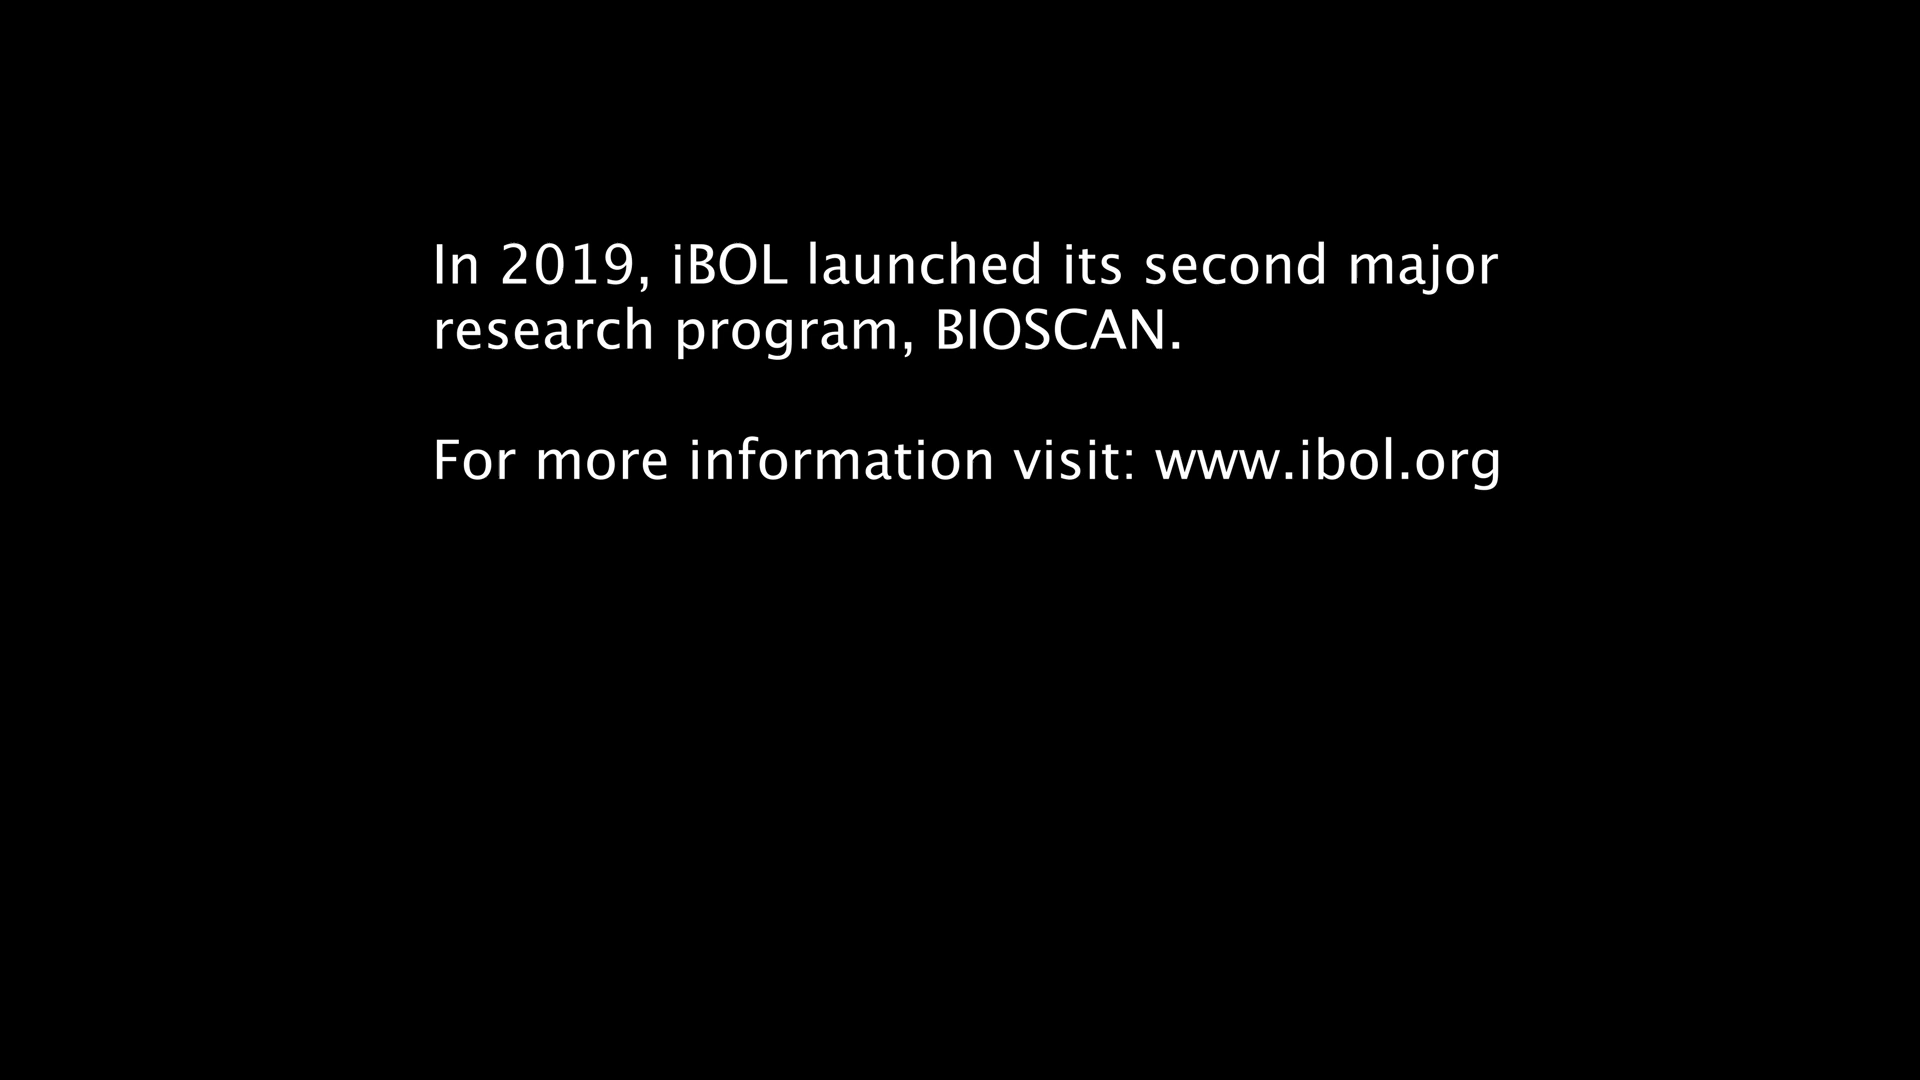 In 2019, iBOL launched its second major
research program, BIOSCAN.
For more information visit: www.ibol.org